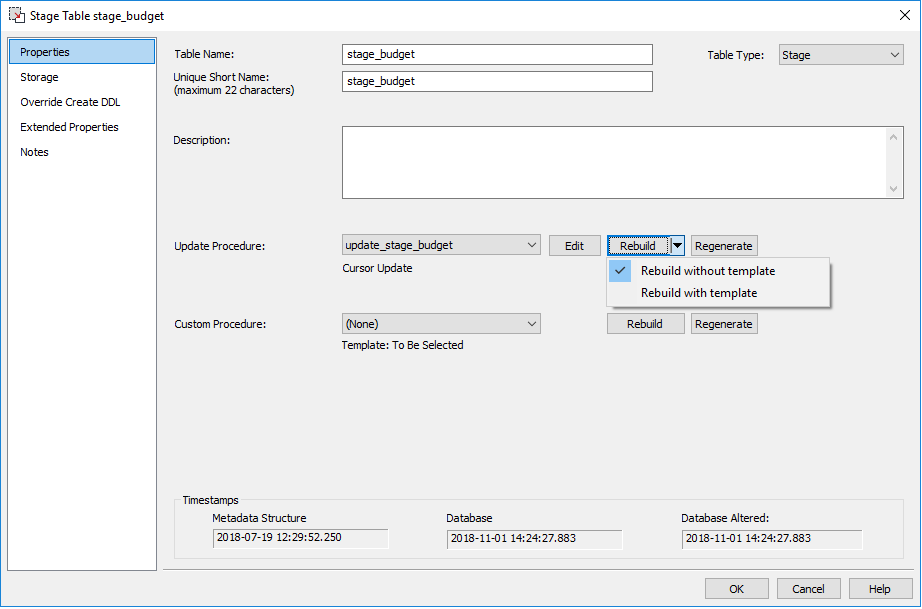 Stage Table stage_budget
Properties
Storage
Override Create DDL
Extended Properties
Notes
Table Name:
stage_budget
Table Type:
Stage
Unique Short Name:
(maximum 22 characters)
stage_budget
Description:
Update Procedure:
update_stage_budget
Edit
Rebuild
Regenerate
Cursor Update
Rebuild without template
Rebuild with template
Custom Procedure:
(None)
Rebuild
Regenerate
Template: To Be Selected
Timestamps
Metadata Structure
Database
Database Altered:
2018-07-19 12:29:52.250
2018-11-01 14:24:27.883
2018-11-01 14:24:27.883
OK
Cancel
Help